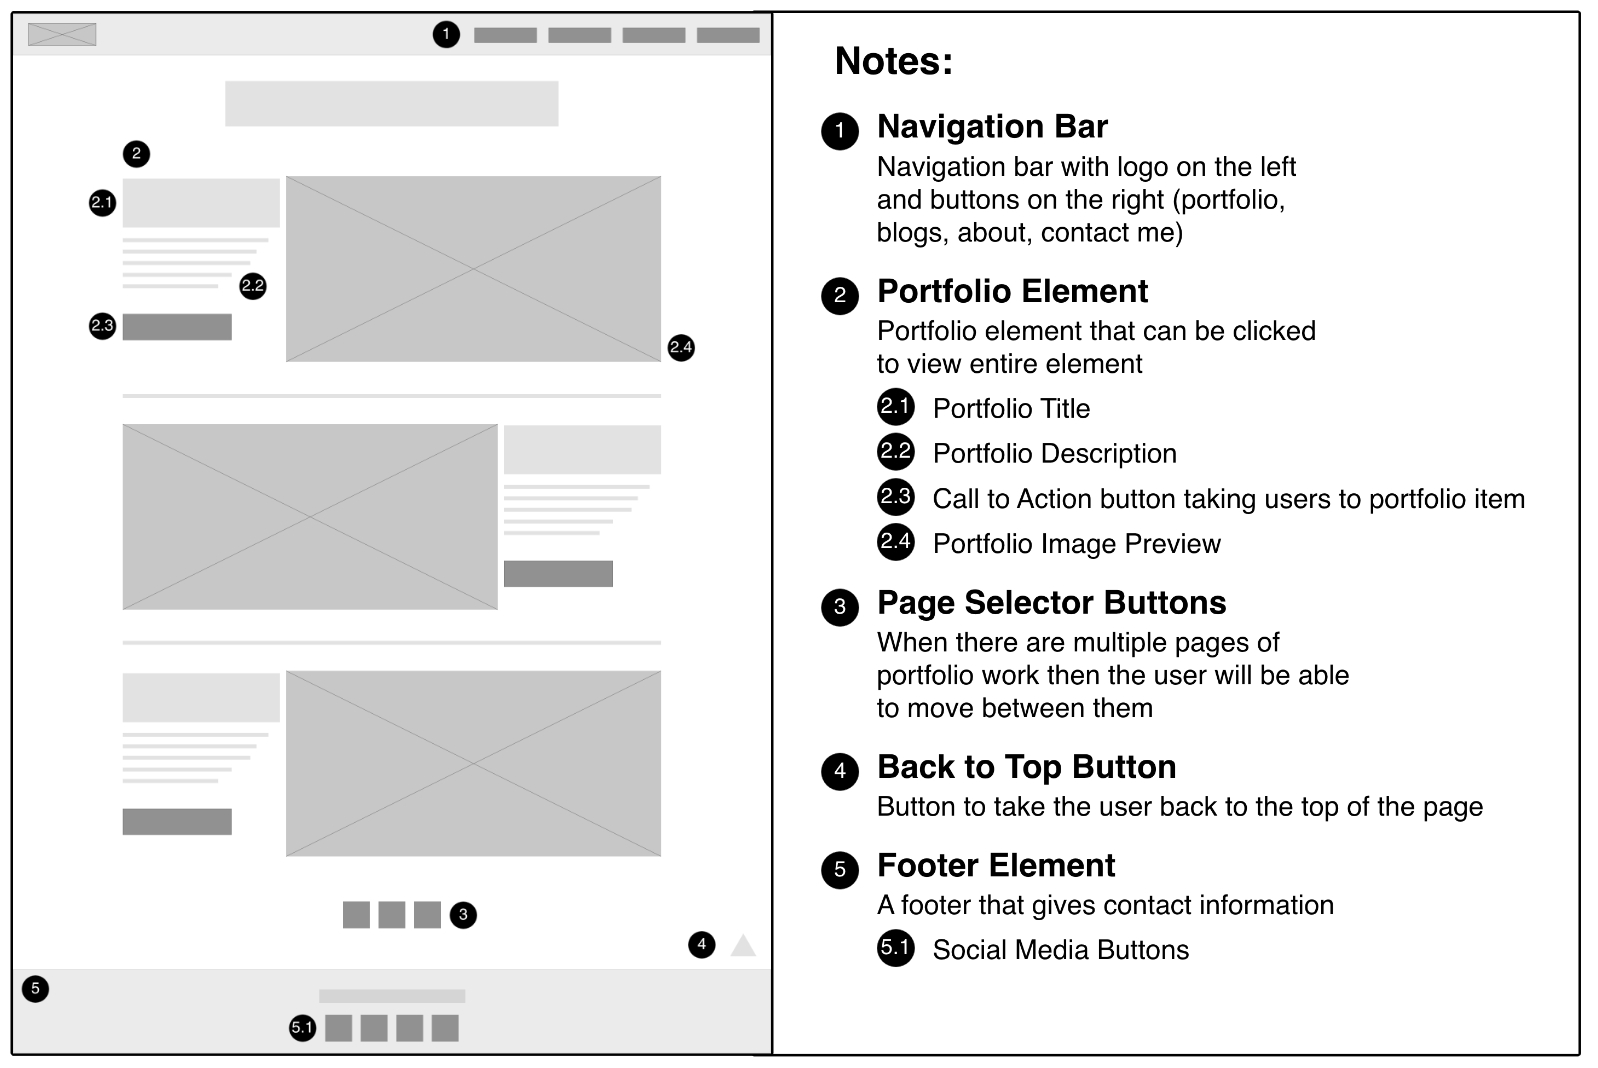 1
2
2.1
2.2
2.3
2.4
3
4
5
5.1
Notes:
1 Navigation Bar
Navigation bar with logo on the left
and buttons on the right (portfolio,
blogs, about, contact me)
2 Portfolio Element
Portfolio element that can be clicked
to view entire element
2.1 Portfolio Title
2.2 Portfolio Description
2.3 Call to Action button taking users to portfolio item
2.4 Portfolio Image Preview
3 Page Selector Buttons
When there are multiple pages of
portfolio work then the user will be able
to move between them
4 Back to Top Button
Button to take the user back to the top of the page
5 Footer Element
A footer that gives contact information
5.1 Social Media Buttons